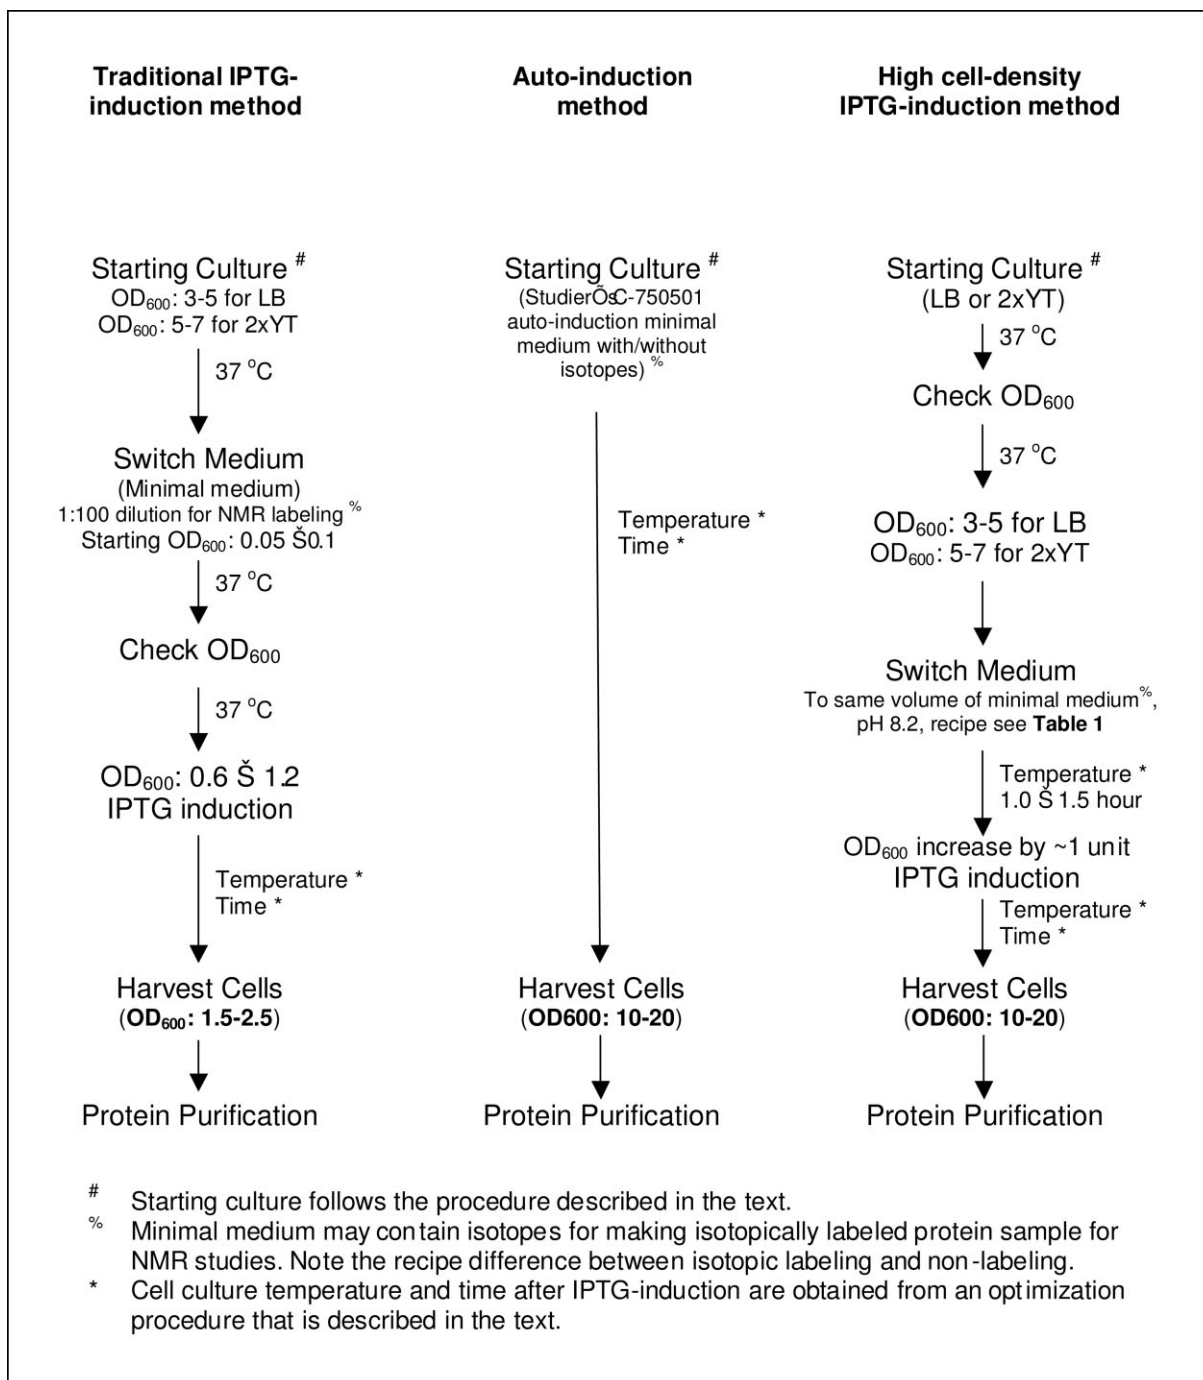 Traditional IPTG-
induction method
Starting Culture #
OD600: 3-5 for LB
OD600: 5-7 for 2xYT
37 oC
Switch Medium
(Minimal medium)
1:100 dilution for NMR labeling %
Starting OD600: 0.05 Š0.1
37 oC
Check OD600
37 oC
OD600: 0.6 Š 1.2
IPTG induction
Temperature *
Time *
Harvest Cells
(OD600: 1.5-2.5)
Protein Purification
Auto-induction
method
Starting Culture #
(StudierÕsC-750501
auto-induction minimal
medium with/without
isotopes) %
Temperature *
Time *
Harvest Cells
(OD600: 10-20)
Protein Purification
High cell-density
IPTG-induction method
Starting Culture #
(LB or 2xYT)
37 oC
Check OD600
37 oC
OD600: 3-5 for LB
OD600: 5-7 for 2xYT
Switch Medium
To same volume of minimal medium%,
pH 8.2, recipe see Table 1
Temperature *
1.0 Š 1.5 hour
OD600 increase by ~1 unit
IPTG induction
Temperature *
Time *
Harvest Cells
(OD600: 10-20)
Protein Purification
# Starting culture follows the procedure described in the text.
% Minimal medium may contain isotopes for making isotopically labeled protein sample for
NMR studies. Note the recipe difference between isotopic labeling and non-labeling.
* Cell culture temperature and time after IPTG-induction are obtained from an optimization
procedure that is described in the text.